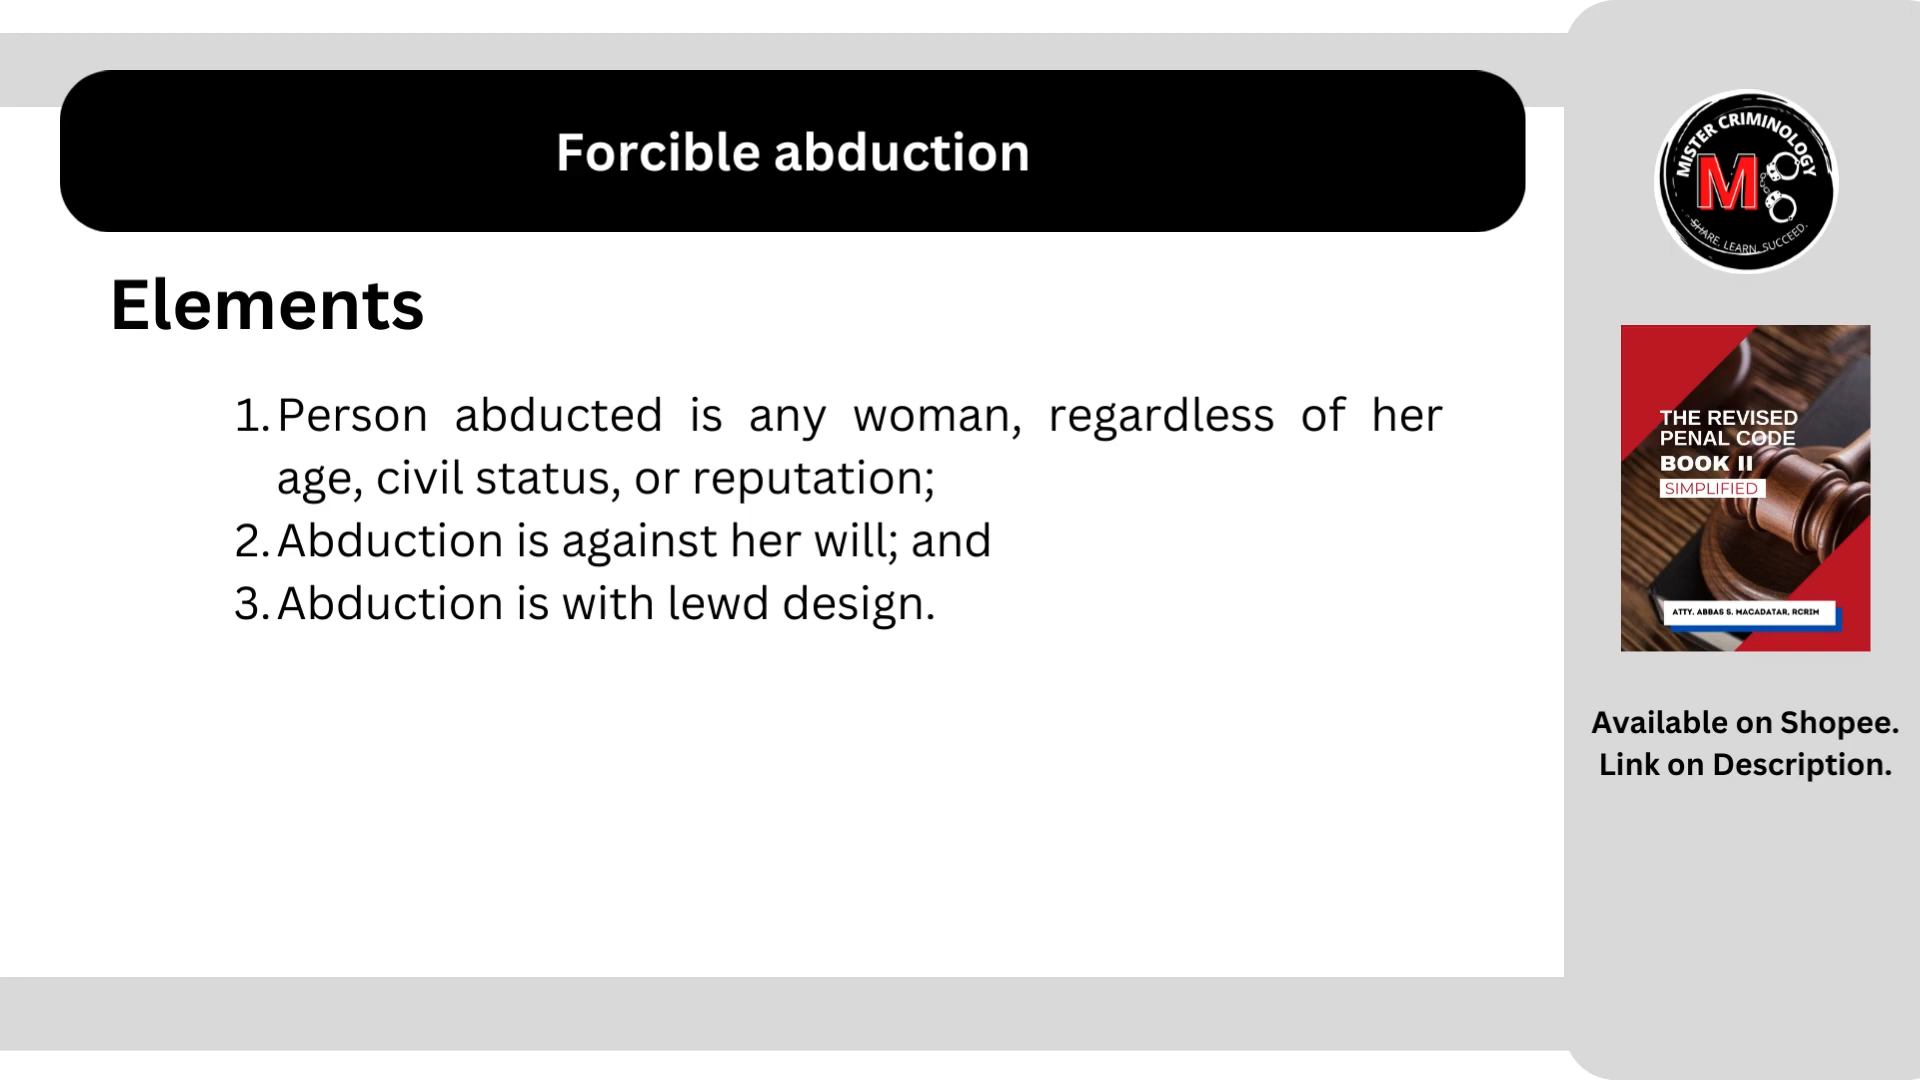 Forcible abduction
Elements
1. Person abducted is any woman, regardless of her
age, civil status, or reputation;
2. Abduction is against her will; and
3. Abduction is with lewd design.
MISTER CRIMINOLOGY
M
SHARE. LEARN. SUCCEED.
THE REVISED
PENAL CODE
BOOK II
SIMPLIFIED
ATTY. ABBAS S. MACADATAR, RCRIM
Available on Shopee.
Link on Description.